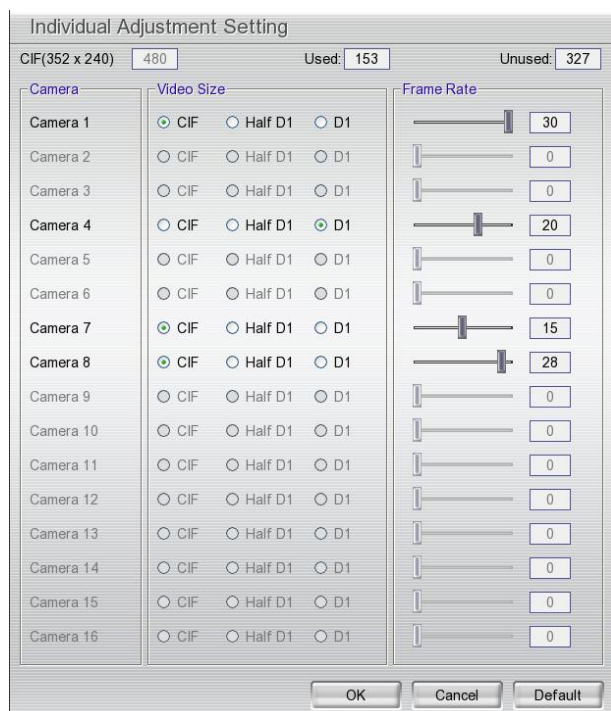 Individual Adjustment Setting
CIF(352 x 240) 480 Used: 153 Unused: 327
Camera Video Size Frame Rate
Camera 1 CIF Half D1 D1 30
Camera 2 CIF Half D1 D1 0
Camera 3 CIF Half D1 D1 0
Camera 4 CIF Half D1 D1 20
Camera 5 CIF Half D1 D1 0
Camera 6 CIF Half D1 D1 0
Camera 7 CIF Half D1 D1 15
Camera 8 CIF Half D1 D1 28
Camera 9 CIF Half D1 D1 0
Camera 10 CIF Half D1 D1 0
Camera 11 CIF Half D1 D1 0
Camera 12 CIF Half D1 D1 0
Camera 13 CIF Half D1 D1 0
Camera 14 CIF Half D1 D1 0
Camera 15 CIF Half D1 D1 0
Camera 16 CIF Half D1 D1 0
OK Cancel Default